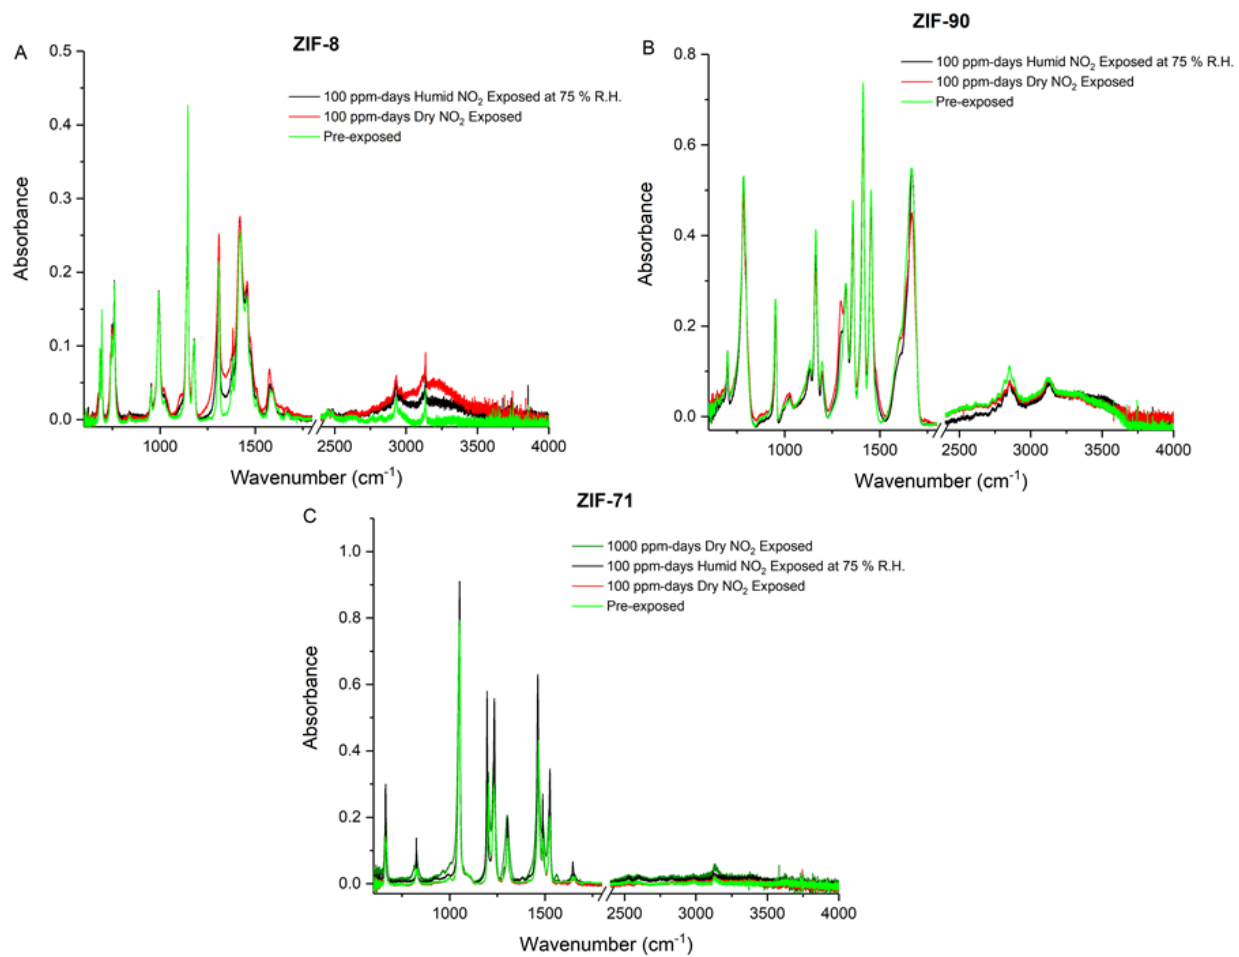 A
ZIF-8
100 ppm-days Humid NO2 Exposed at 75 % R.H.
100 ppm-days Dry NO2 Exposed
Pre-exposed
0.5
0.4
0.3
0.2
0.1
0.0
Absorbance
1000 1500 2500 3000 3500 4000
Wavenumber (cm-1)
B
ZIF-90
100 ppm-days Humid NO2 Exposed at 75 % R.H.
100 ppm-days Dry NO2 Exposed
Pre-exposed
0.8
0.6
0.4
0.2
0.0
Absorbance
1000 1500 2500 3000 3500 4000
Wavenumber (cm-1)
C
ZIF-71
1000 ppm-days Dry NO2 Exposed
100 ppm-days Humid NO2 Exposed at 75 % R.H.
100 ppm-days Dry NO2 Exposed
Pre-exposed
1.0
0.8
0.6
0.4
0.2
0.0
Absorbance
1000 1500 2500 3000 3500 4000
Wavenumber (cm-1)